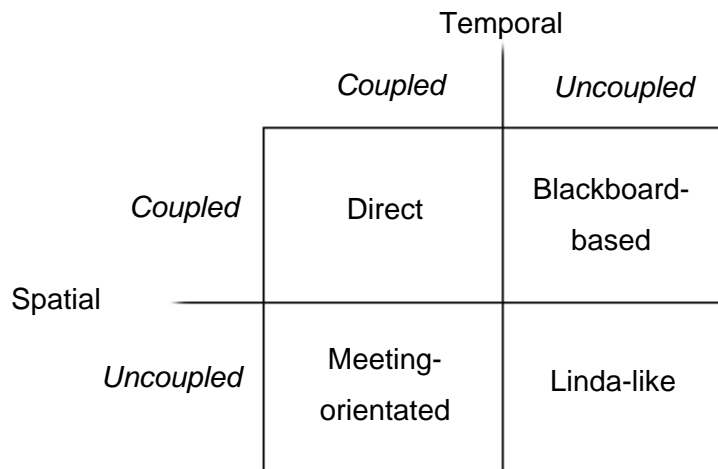 Temporal
Coupled Uncoupled
Coupled Direct Blackboard-
based
Spatial
Uncoupled Meeting-
orientated Linda-like